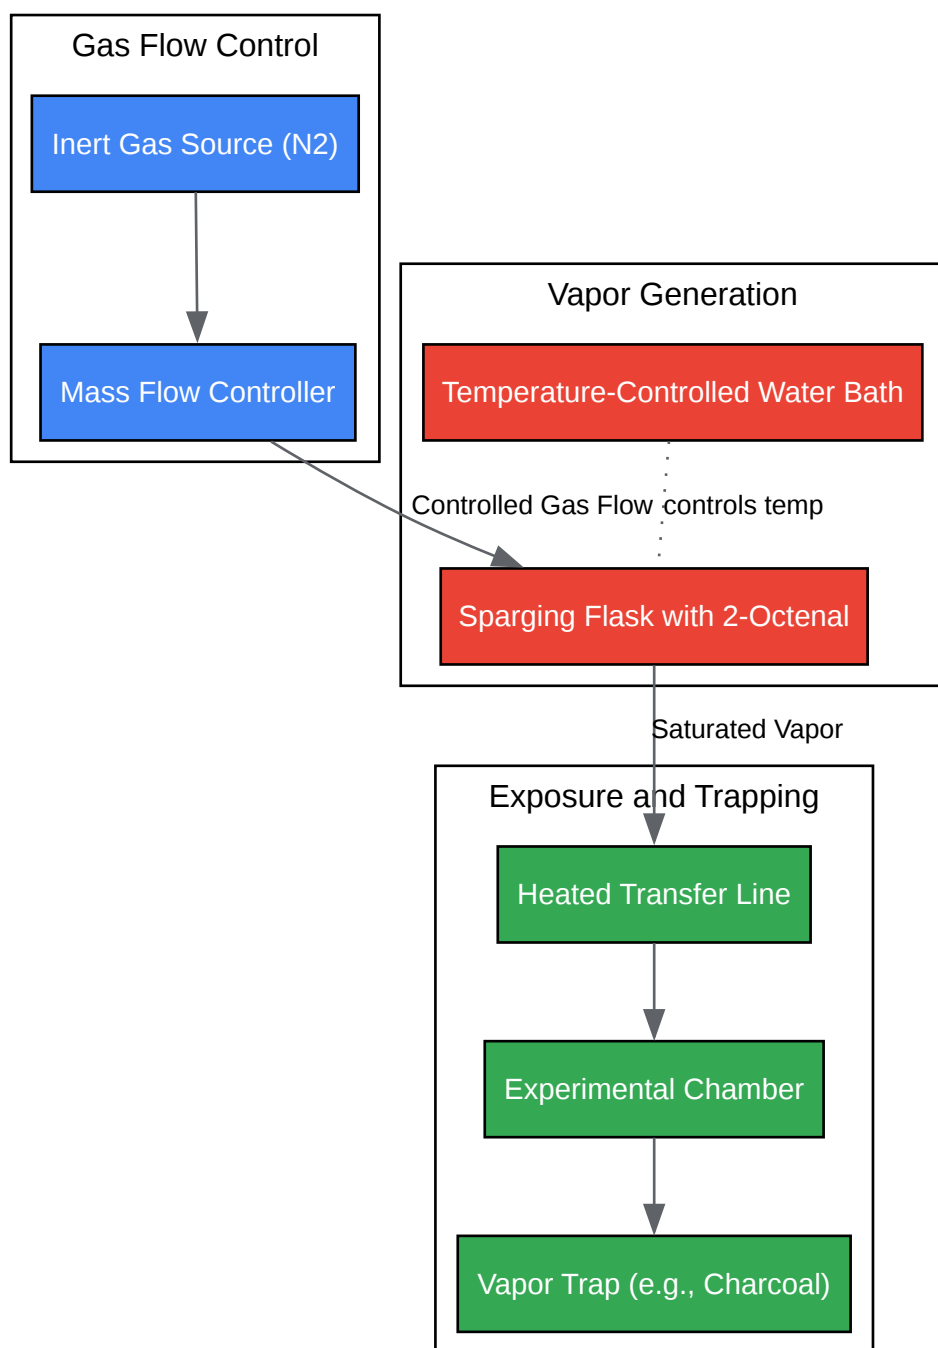 Gas Flow Control
Inert Gas Source (N2)
Mass Flow Controller
Vapor Generation
Temperature-Controlled Water Bath
Controlled Gas Flow
controls temp
Sparging Flask with 2-Octenal
Saturated Vapor
Exposure and Trapping
Heated Transfer Line
Experimental Chamber
Vapor Trap (e.g., Charcoal)